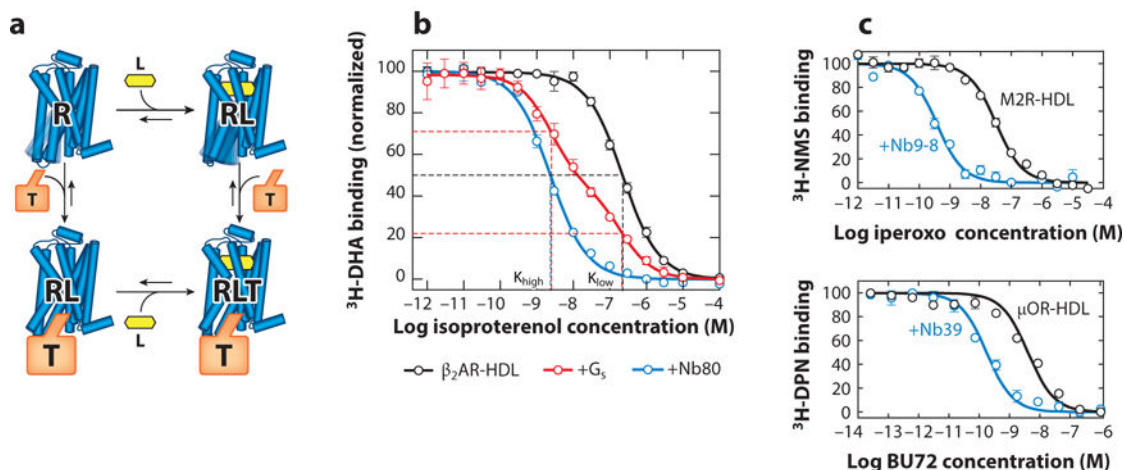 a
L
R
RL
T
T
RL
RLT
T
T
L
b
³H-DHA binding (normalized)
100
80
60
40
20
0
K_high
K_low
−12 −11 −10 −9 −8 −7 −6 −5 −4
Log isoproterenol concentration (M)
β₂AR-HDL +Gₛ +Nb80
c
³H-NMS binding
100
80
60
40
20
0
M2R-HDL
+Nb9-8
−12 −11 −10 −9 −8 −7 −6 −5 −4
Log iperoxo concentration (M)
³H-DPN binding
100
80
60
40
20
0
μOR-HDL
+Nb39
−14 −13 −12 −11 −10 −9 −8 −7 −6
Log BU72 concentration (M)